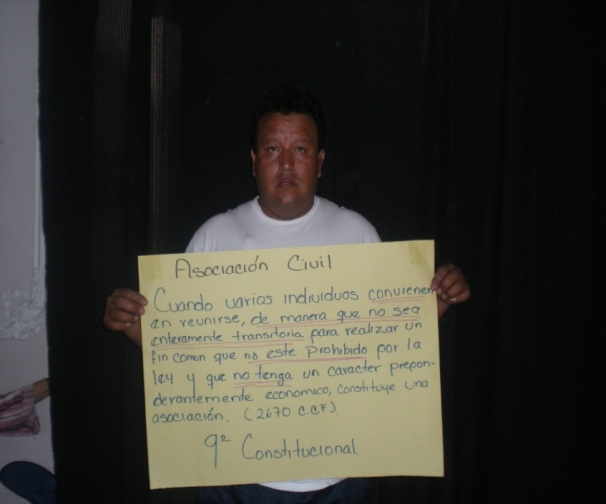 Asociación Civil
Cuando varios individuos convienen
en reunirse, de manera que no sea
enteramente transitoria para realizar un
fin comun que no este prohibido por la
ley y que no tenga un caracter prepon-
derantemente economico, constituye una
asociación. (2670 C.C.F).
9º Constitucional.